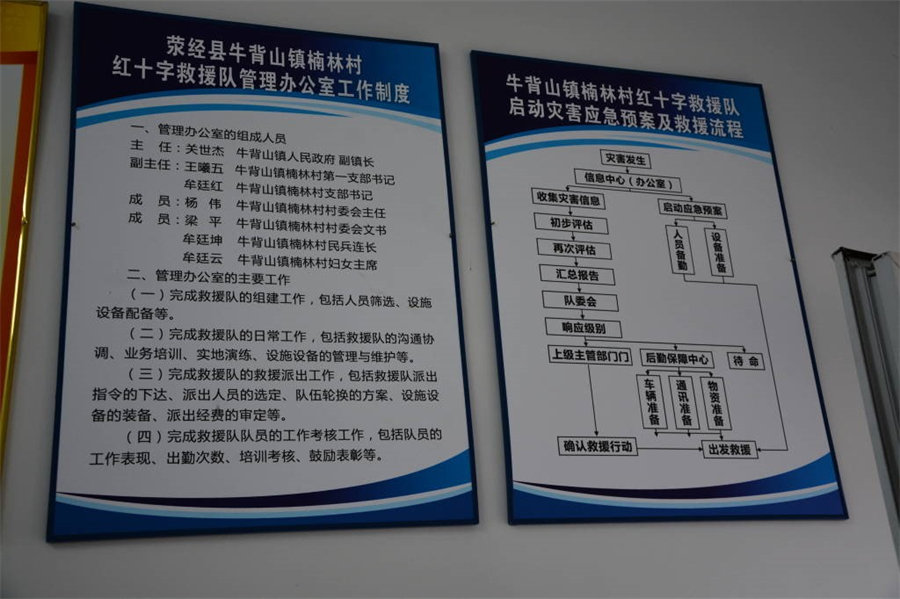 荥经县牛背山镇楠林村
红十字救援队管理办公室工作制度
一、管理办公室的组成人员
主　任：关世杰　牛背山镇人民政府 副镇长
副主任：王曦五　牛背山镇楠林村第一支部书记
牟廷红　牛背山镇楠林村支部书记
成　员：杨　伟　牛背山镇楠林村村委会主任
成　员：梁　平　牛背山镇楠林村村委会文书
牟廷坤　牛背山镇楠林村民兵连长
牟廷云　牛背山镇楠林村妇女主席
二、管理办公室的主要工作
（一）完成救援队的组建工作，包括人员筛选、设施
设备配备等。
（二）完成救援队的日常工作，包括救援队的沟通协
调、业务培训、实地演练、设施设备的管理与维护等。
（三）完成救援队的救援派出工作，包括救援队派出
指令的下达、派出人员的选定、队伍轮换的方案、设施设
备的装备、派出经费的审定等。
（四）完成救援队队员的工作考核工作，包括队员的
工作表现、出勤次数、培训考核、鼓励表彰等。
牛背山镇楠林村红十字救援队
启动灾害应急预案及救援流程
灾害发生
信息中心（办公室）
收集灾害信息
启动应急预案
初步评估
人员备勤
设备准备
再次评估
汇总报告
队委会
响应级别
上级主管部门门
后勤保障中心
待 命
车辆准备
通讯准备
物资准备
确认救援行动
出发救援